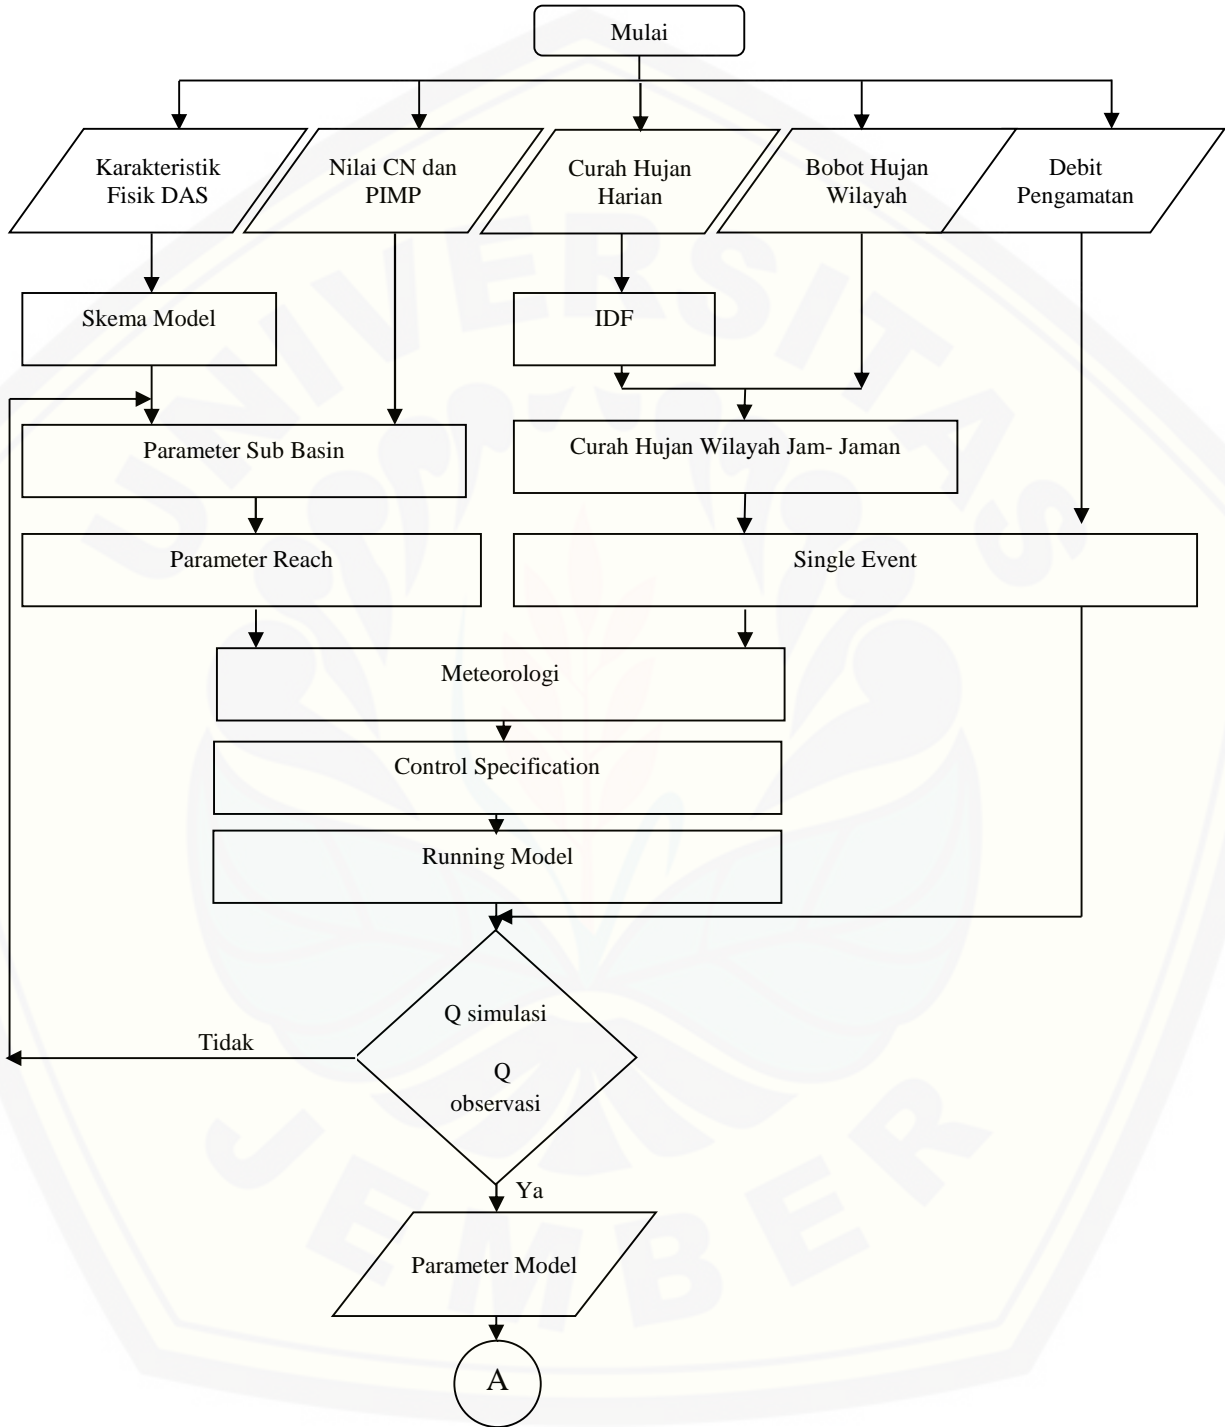 Mulai
Karakteristik
Fisik DAS
Nilai CN dan
PIMP
Curah Hujan
Harian
Bobot Hujan
Wilayah
Debit
Pengamatan
Skema Model
IDF
Parameter Sub Basin
Curah Hujan Wilayah Jam- Jaman
Parameter Reach
Single Event
Meteorologi
Control Specification
Running Model
Q simulasi
Q
observasi
Tidak
Ya
Parameter Model
A
UNIVERSITAS
JEMBER